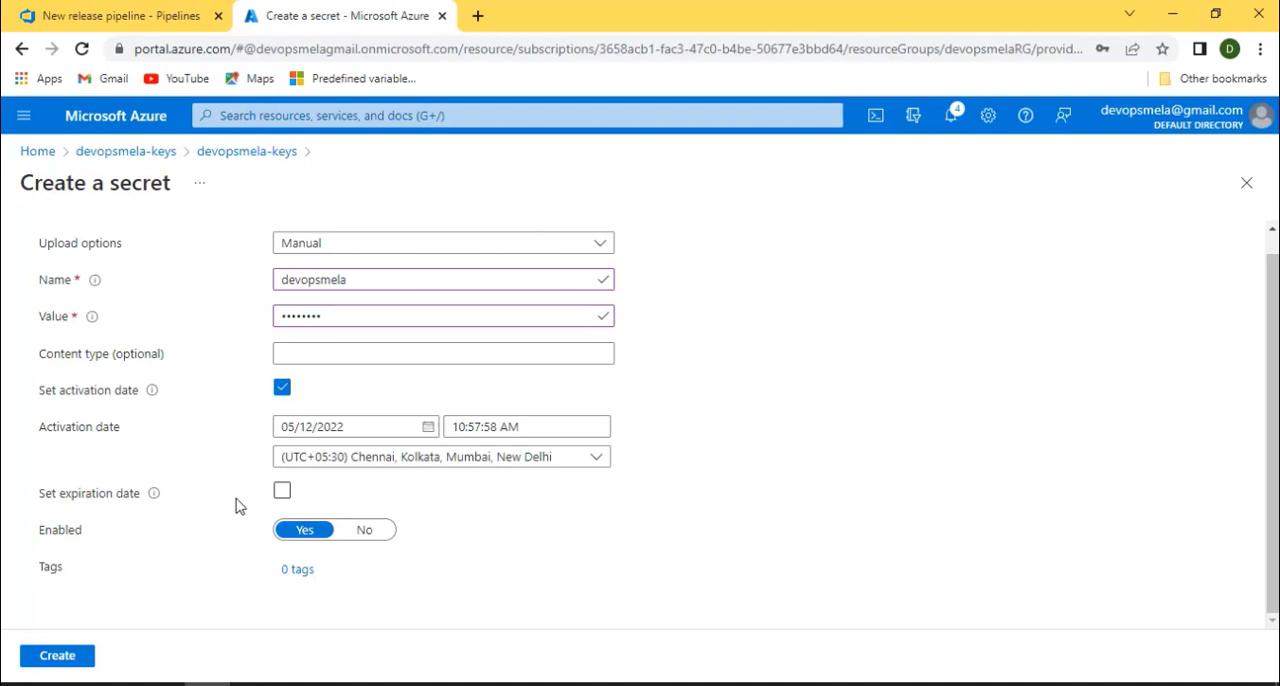 New release pipeline - Pipelines
Create a secret - Microsoft Azure
portal.azure.com/#@devopsmelagmail.onmicrosoft.com/resource/subscriptions/3658acb1-fac3-47c0-b4be-50677e3bbd64/resourceGroups/devopsmelaRG/provid...
D
Apps Gmail YouTube Maps Predefined variable... Other bookmarks
Microsoft Azure
Search resources, services, and docs (G+/)
4
devopsmela@gmail.com
DEFAULT DIRECTORY
Home > devopsmela-keys > devopsmela-keys >
Create a secret ...
Upload options Manual
Name * devopsmela
Value * ••••••••
Content type (optional)
Set activation date
Activation date 05/12/2022 10:57:58 AM
(UTC+05:30) Chennai, Kolkata, Mumbai, New Delhi
Set expiration date
Enabled Yes No
Tags 0 tags
Create